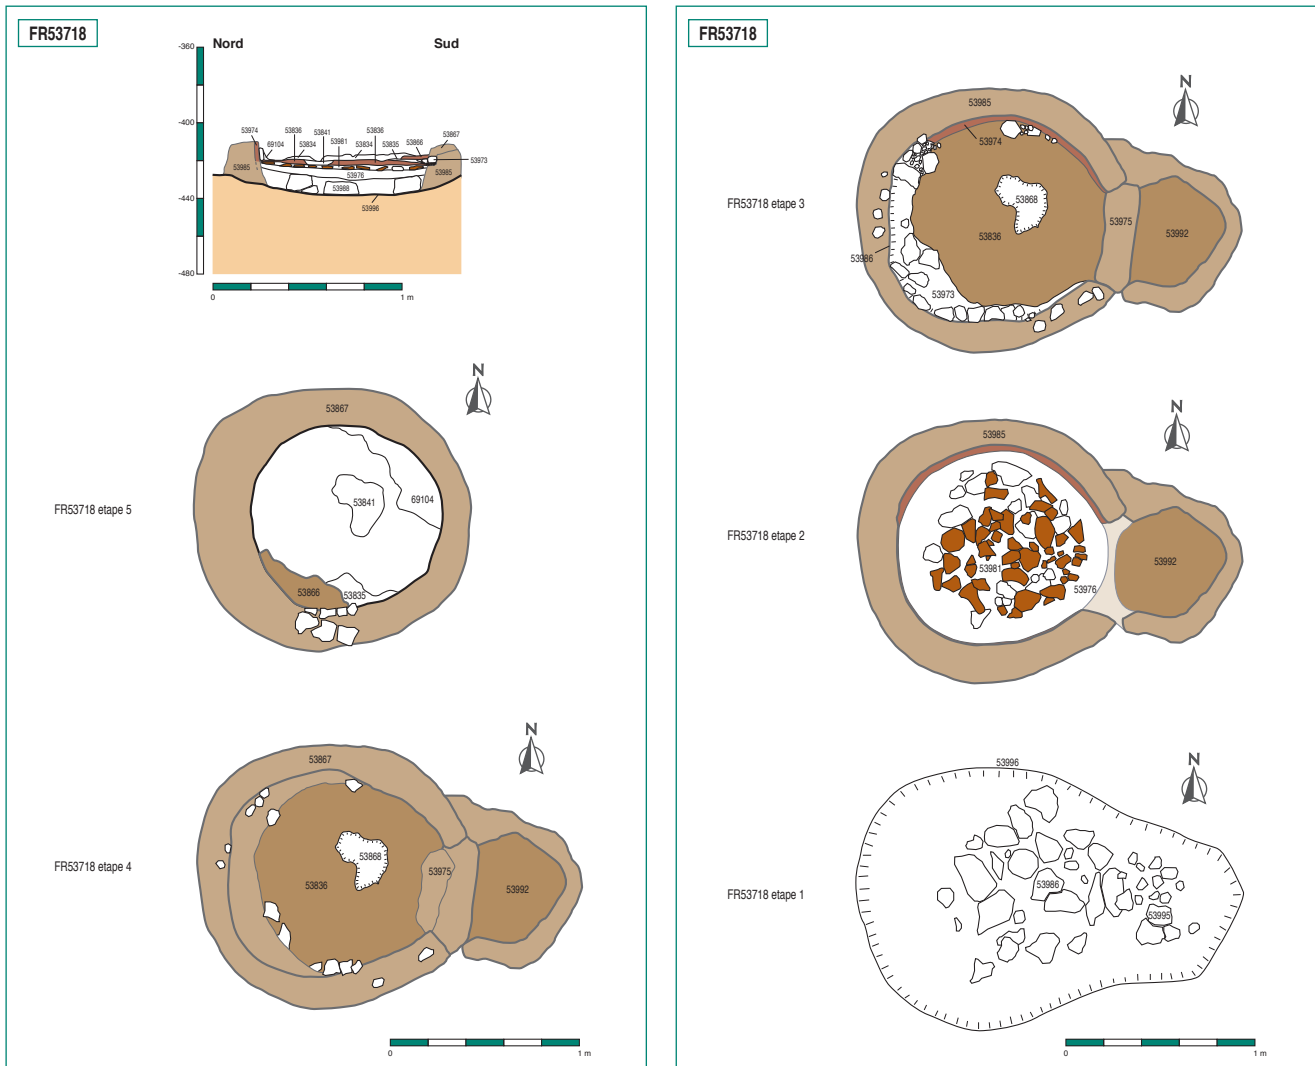 FR53718
Nord Sud
-360
-400
-440
-480
53974 53836 53841 53836 53866 53867
69104 53834 53981 53834 53835 53973
53985 53976 53985
53988
53996
0 1 m
N
53867
53841
69104
53866
53835
FR53718 etape 5
N
53867
53868
53836
53975
53992
FR53718 etape 4
0 1 m
FR53718
N
53985
53974
53868
53975
53992
53836
53986
53973
FR53718 etape 3
N
53985
53992
53981
53976
FR53718 etape 2
N
53996
53986
53995
FR53718 etape 1
0 1 m